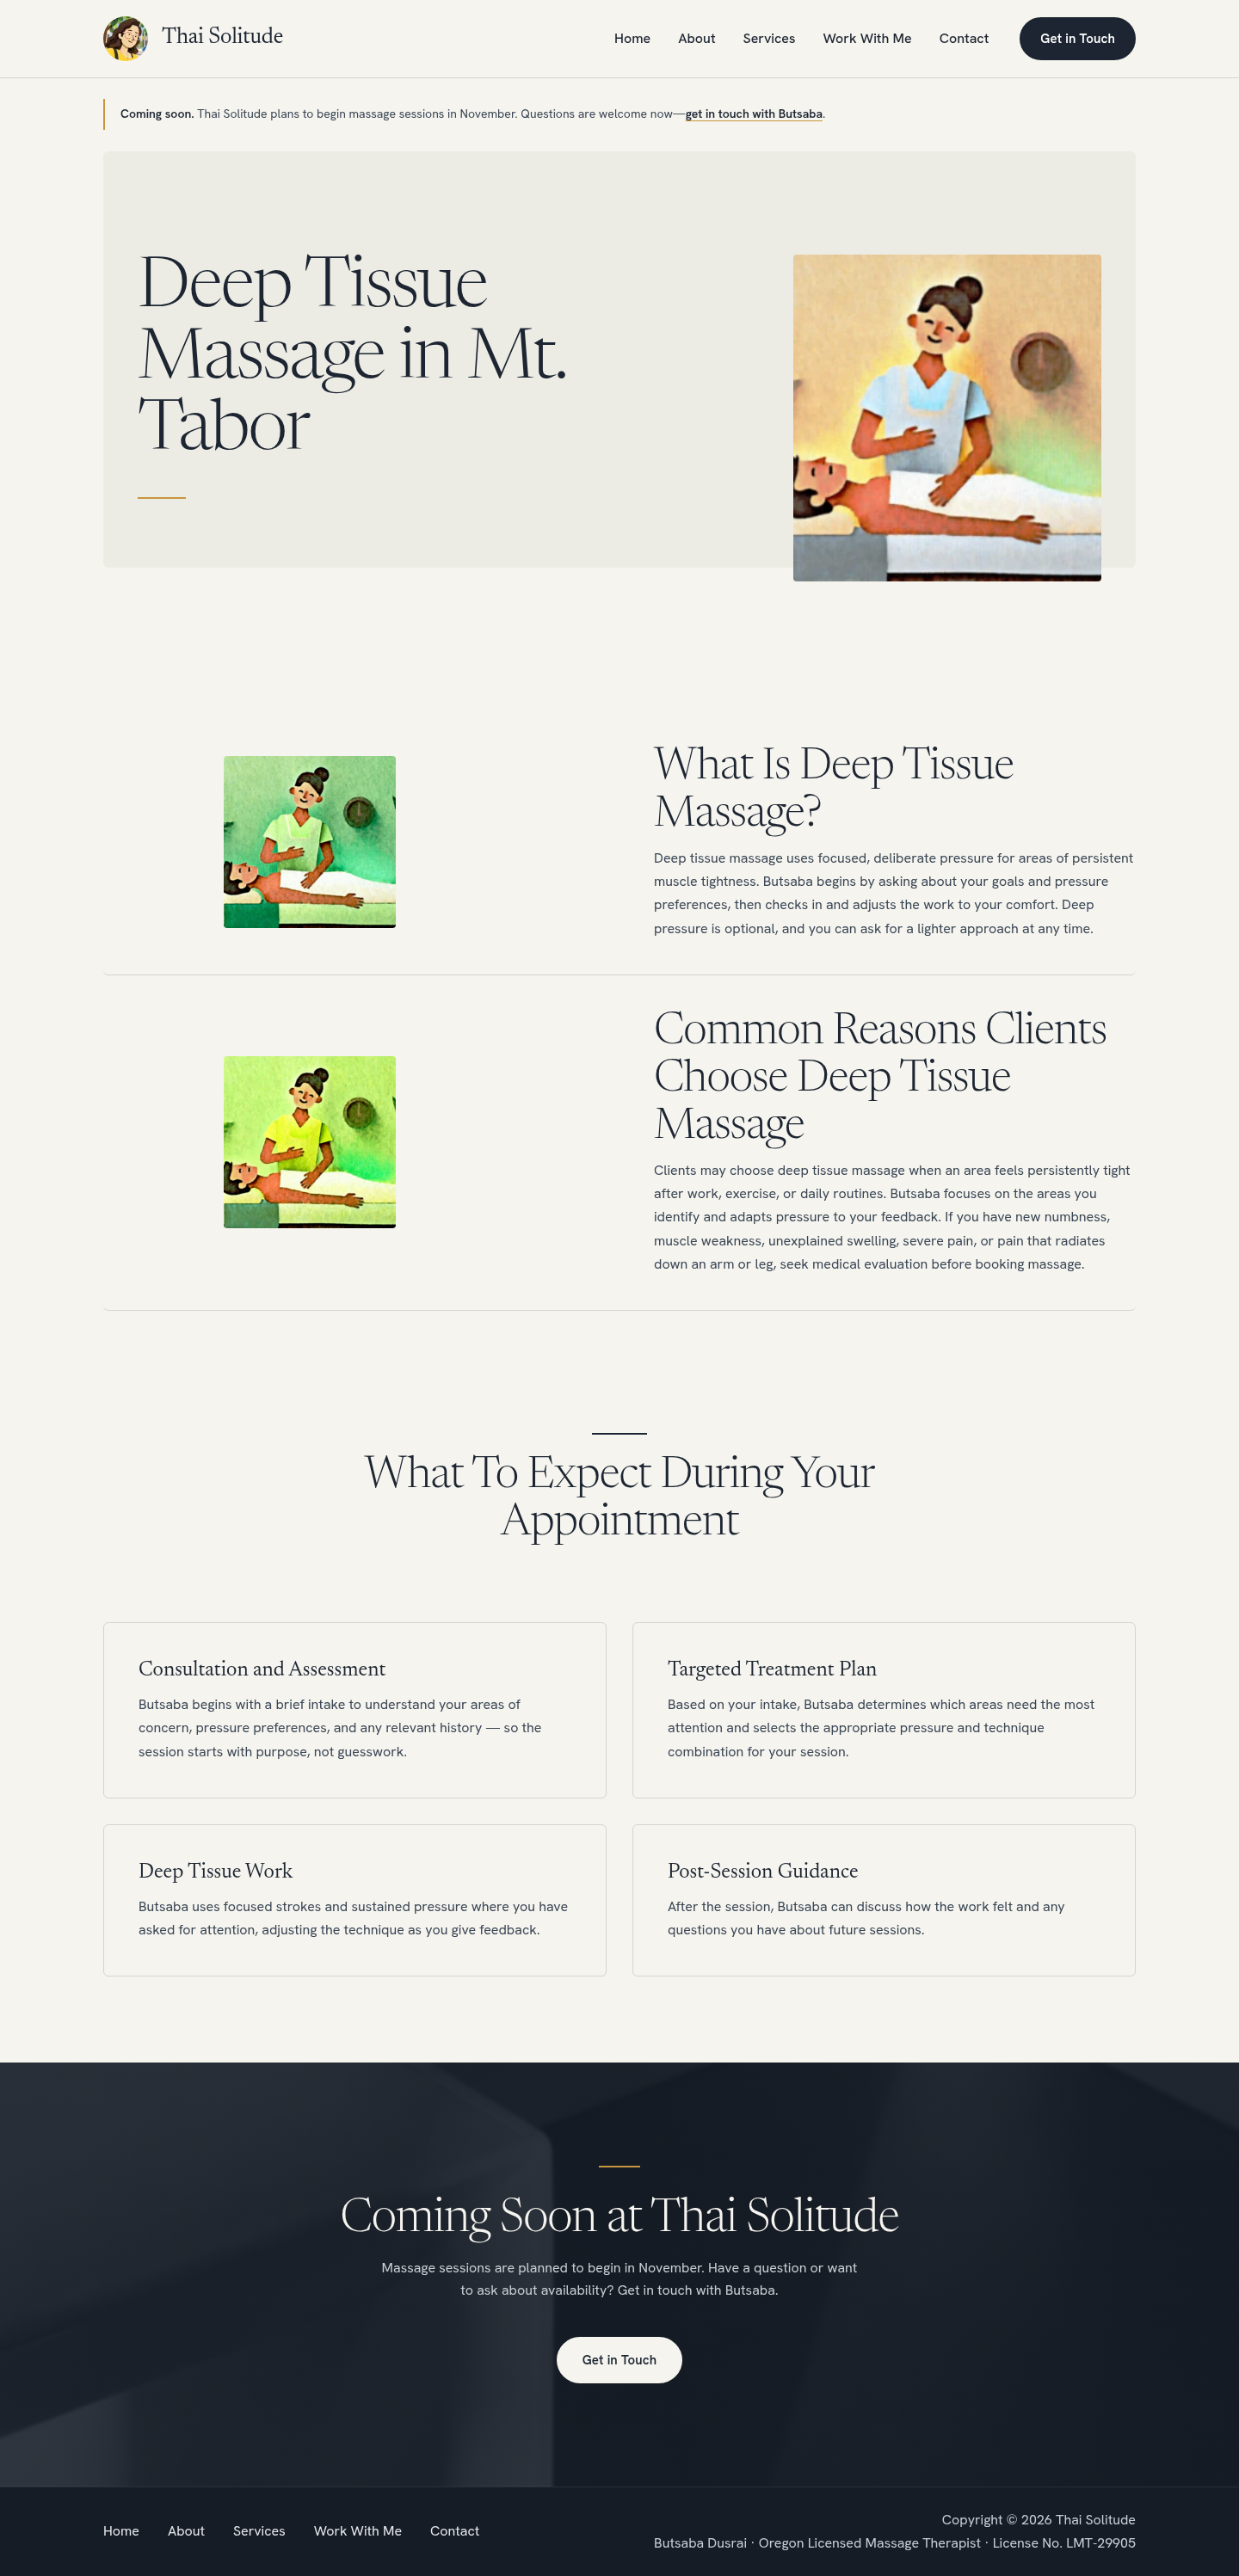 Thai Solitude
Home
About
Services
Work With Me
Contact
Get in Touch
Coming soon. Thai Solitude plans to begin massage sessions in November. Questions are welcome now—get in touch with Butsaba.
Deep Tissue
Massage in Mt.
Tabor
What Is Deep Tissue
Massage?
Deep tissue massage uses focused, deliberate pressure for areas of persistent
muscle tightness. Butsaba begins by asking about your goals and pressure
preferences, then checks in and adjusts the work to your comfort. Deep
pressure is optional, and you can ask for a lighter approach at any time.
Common Reasons Clients
Choose Deep Tissue
Massage
Clients may choose deep tissue massage when an area feels persistently tight
after work, exercise, or daily routines. Butsaba focuses on the areas you
identify and adapts pressure to your feedback. If you have new numbness,
muscle weakness, unexplained swelling, severe pain, or pain that radiates
down an arm or leg, seek medical evaluation before booking massage.
What To Expect During Your
Appointment
Consultation and Assessment
Butsaba begins with a brief intake to understand your areas of
concern, pressure preferences, and any relevant history — so the
session starts with purpose, not guesswork.
Targeted Treatment Plan
Based on your intake, Butsaba determines which areas need the most
attention and selects the appropriate pressure and technique
combination for your session.
Deep Tissue Work
Butsaba uses focused strokes and sustained pressure where you have
asked for attention, adjusting the technique as you give feedback.
Post-Session Guidance
After the session, Butsaba can discuss how the work felt and any
questions you have about future sessions.
Coming Soon at Thai Solitude
Massage sessions are planned to begin in November. Have a question or want
to ask about availability? Get in touch with Butsaba.
Get in Touch
Home
About
Services
Work With Me
Contact
Copyright © 2026 Thai Solitude
Butsaba Dusrai · Oregon Licensed Massage Therapist · License No. LMT-29905